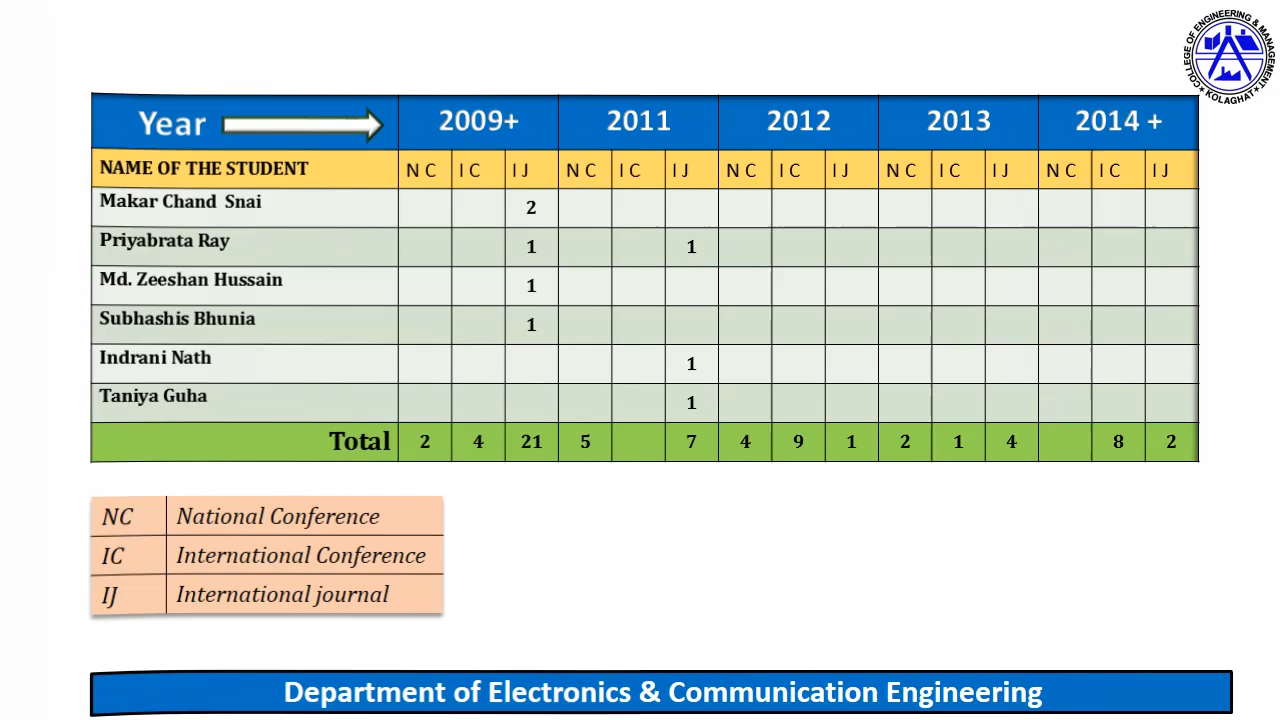 COLLEGE OF ENGINEERING & MANAGEMENT
★ KOLAGHAT ★
Year 2009+ 2011 2012 2013 2014 +
NAME OF THE STUDENT N C I C I J N C I C I J N C I C I J N C I C I J N C I C I J
Makar Chand Snai 2
Priyabrata Ray 1 1
Md. Zeeshan Hussain 1
Subhashis Bhunia 1
Indrani Nath 1
Taniya Guha 1
Total 2 4 21 5 7 4 9 1 2 1 4 8 2
NC National Conference
IC International Conference
IJ International journal
Department of Electronics & Communication Engineering